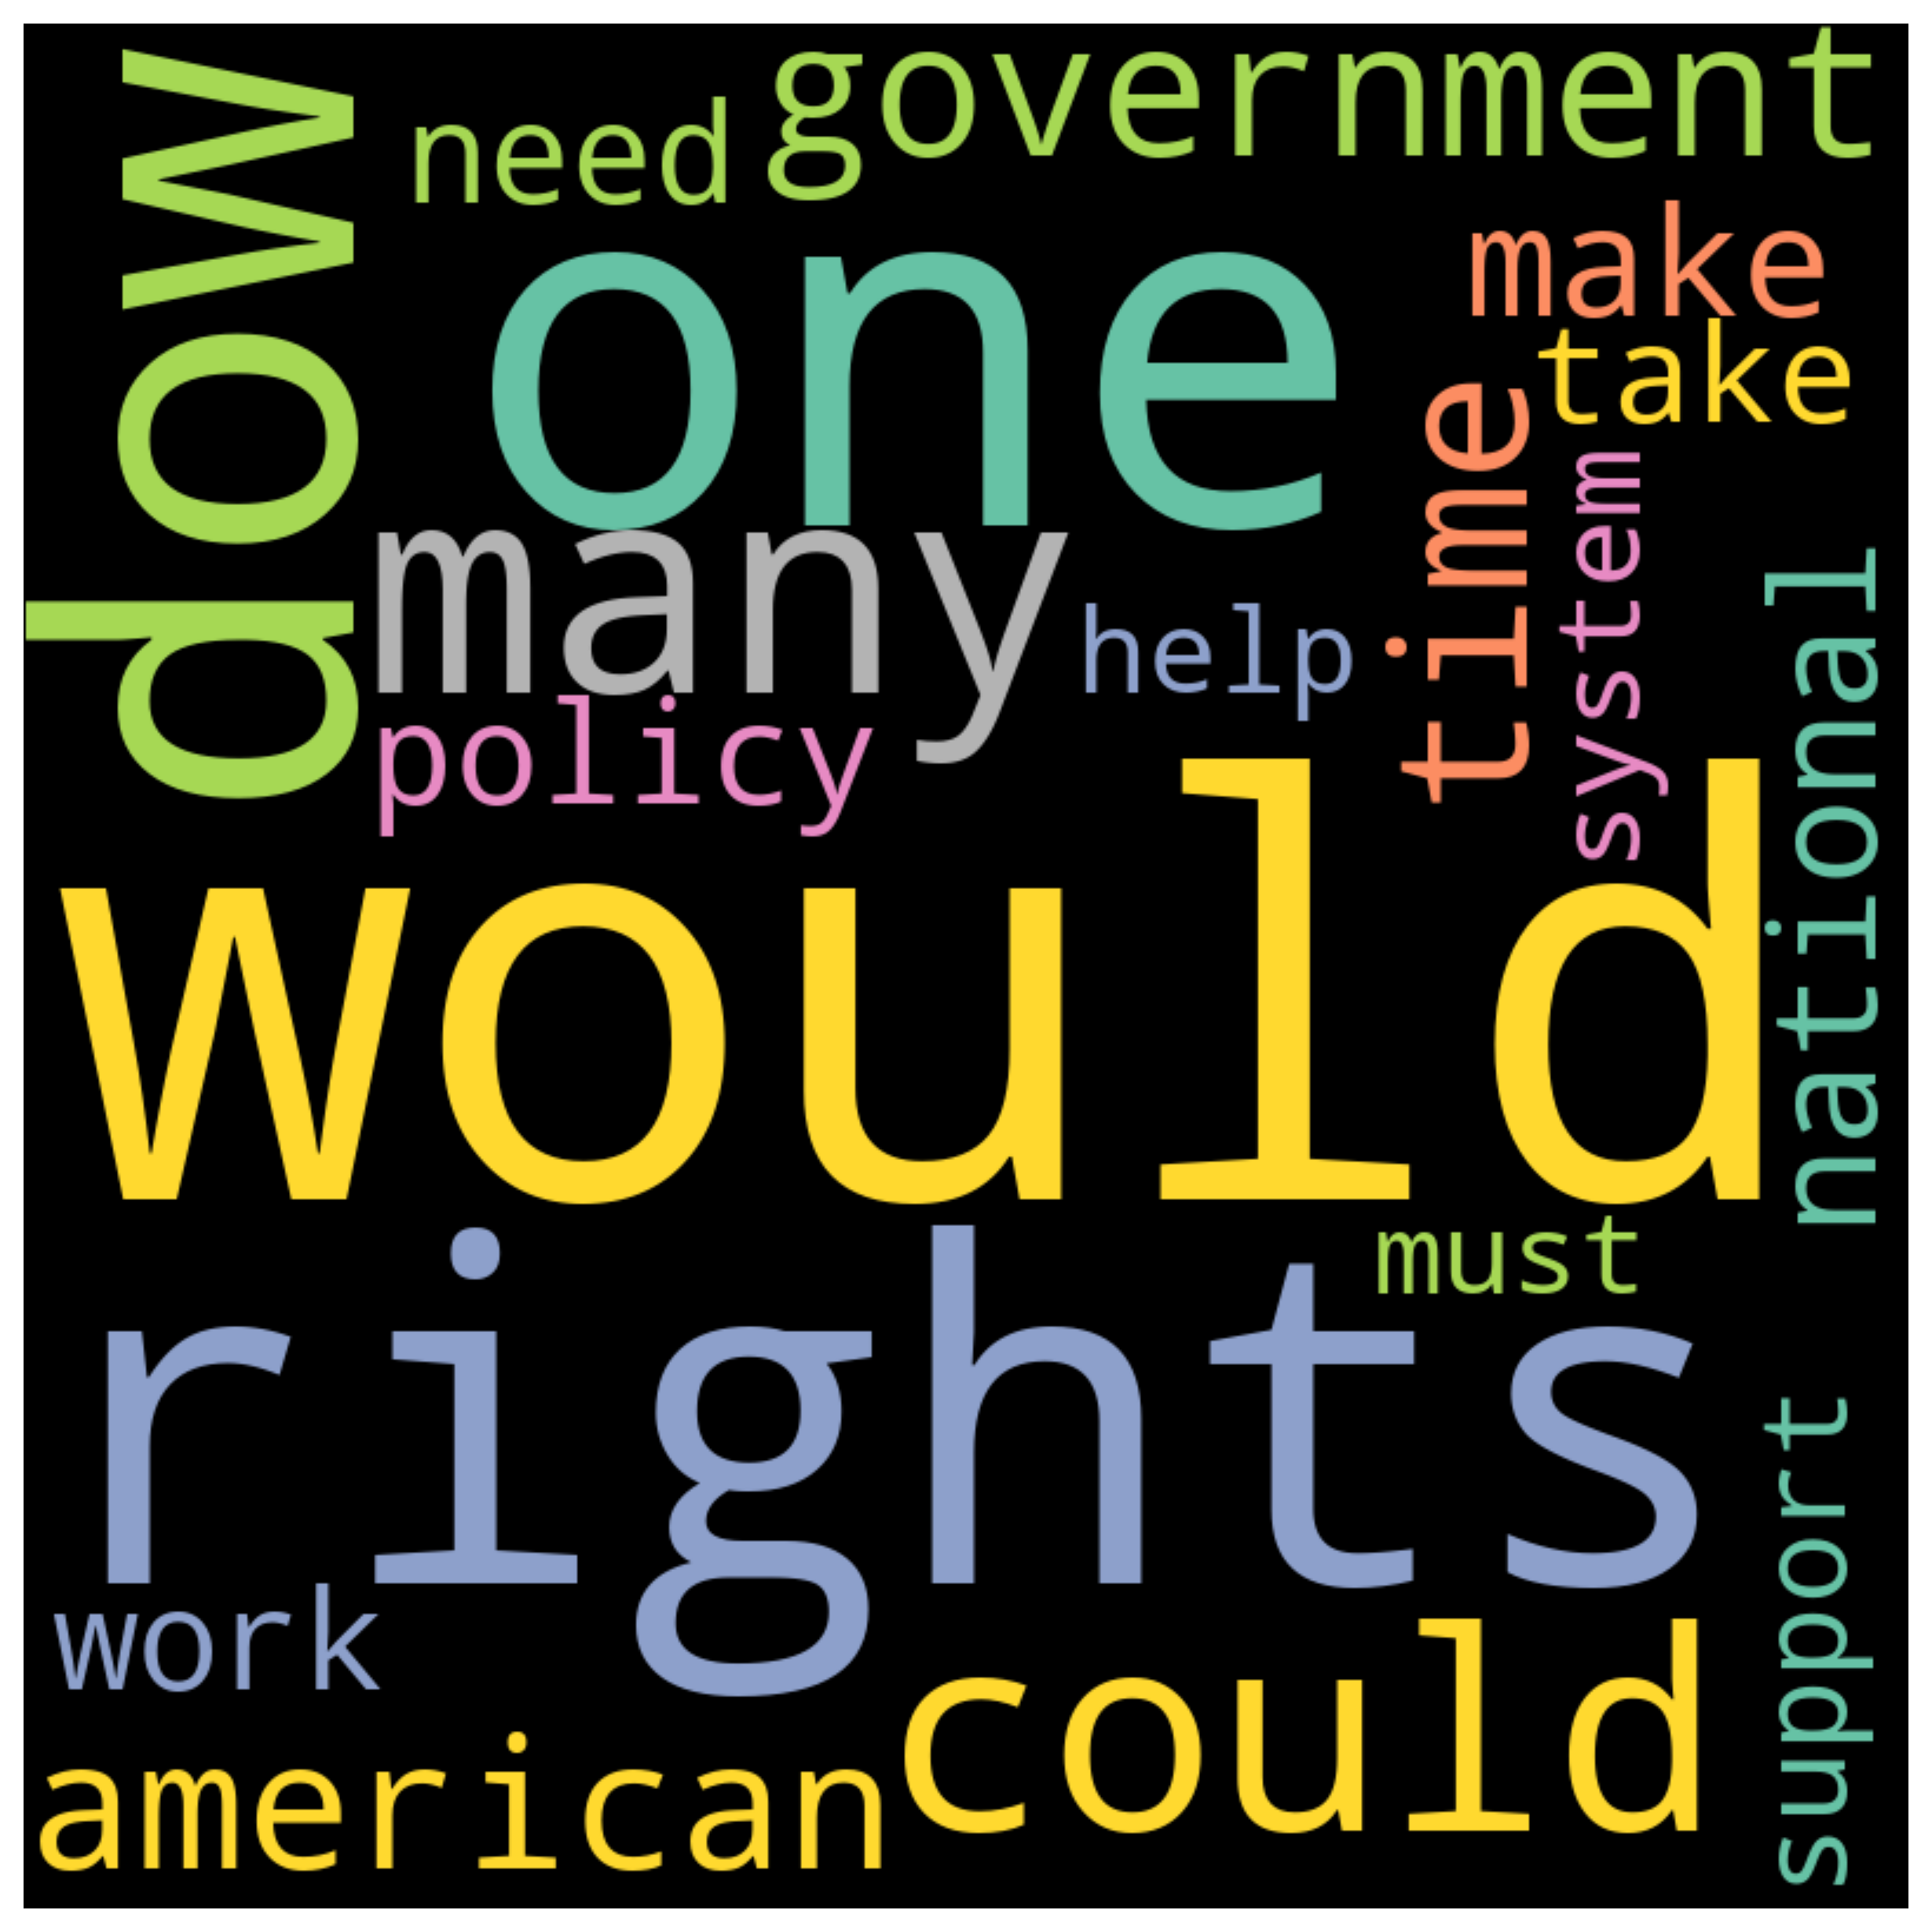 dow
need
government
one
make
take
many
time
system
help
policy
national
would
must
rights
support
work
could
american